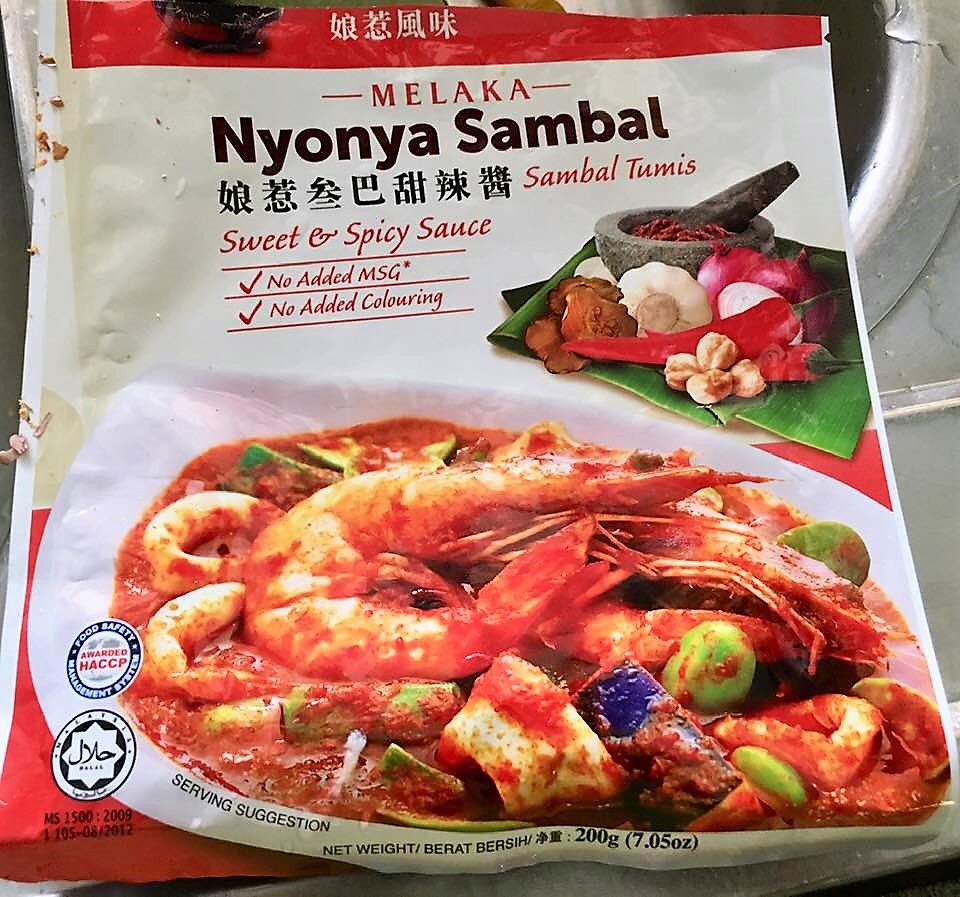 娘惹風味
MELAKA
Nyonya Sambal
娘惹叁巴甜辣醬 Sambal Tumis
Sweet & Spicy Sauce
✓ No Added MSG*
✓ No Added Colouring
FOOD SAFETY
AWARDED
HACCP
MANAGEMENT SYSTEM
MALAYSIA
حلال
HALAL
مليسيا
MS 1500 : 2009
1 105-08/2012
SERVING SUGGESTION
NET WEIGHT/ BERAT BERSIH/ 净重 : 200g (7.05oz)